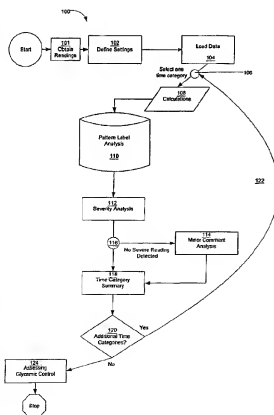 100
Start
101
Obtain
Readings
102
Define Settings
Load Data
104
Select one
time category
106
108
Calculations
Pattern Label
Analysis
110
122
112
Severity Analysis
116
No Severe Reading
Detected
114
Minor Comment
Analysis
118
Time Category
Summary
120
Additional Time
Categories?
Yes
No
124
Assessing
Glycemic Control
Stop